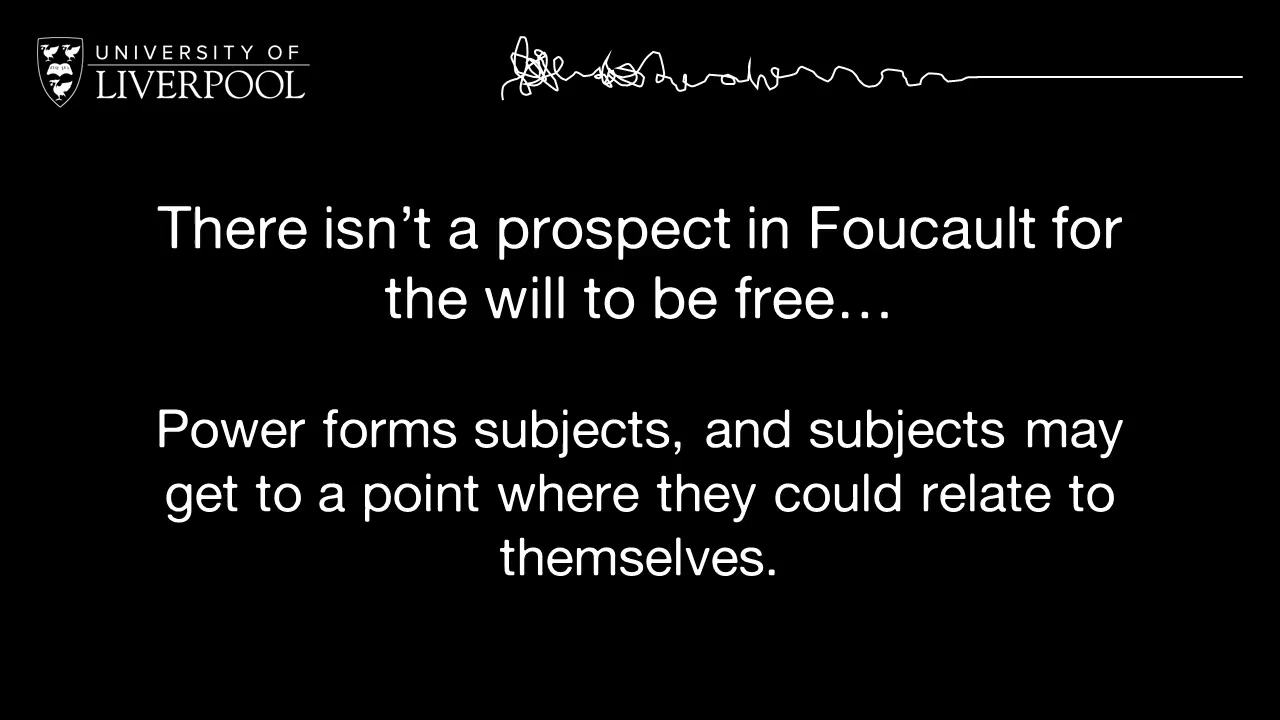 UNIVERSITY OF
LIVERPOOL
There isn’t a prospect in Foucault for
the will to be free…
Power forms subjects, and subjects may
get to a point where they could relate to
themselves.